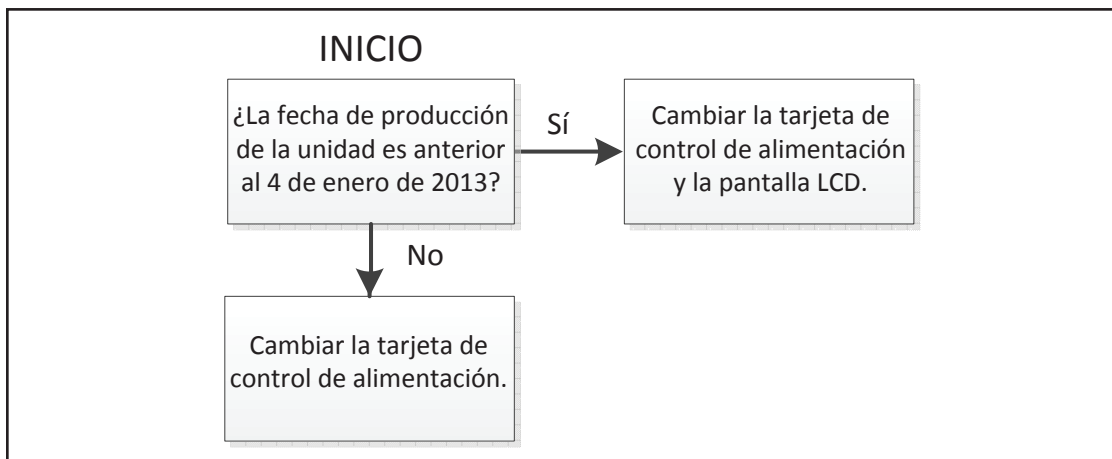 INICIO
¿La fecha de producción
de la unidad es anterior
al 4 de enero de 2013?
Sí
Cambiar la tarjeta de
control de alimentación
y la pantalla LCD.
No
Cambiar la tarjeta de
control de alimentación.